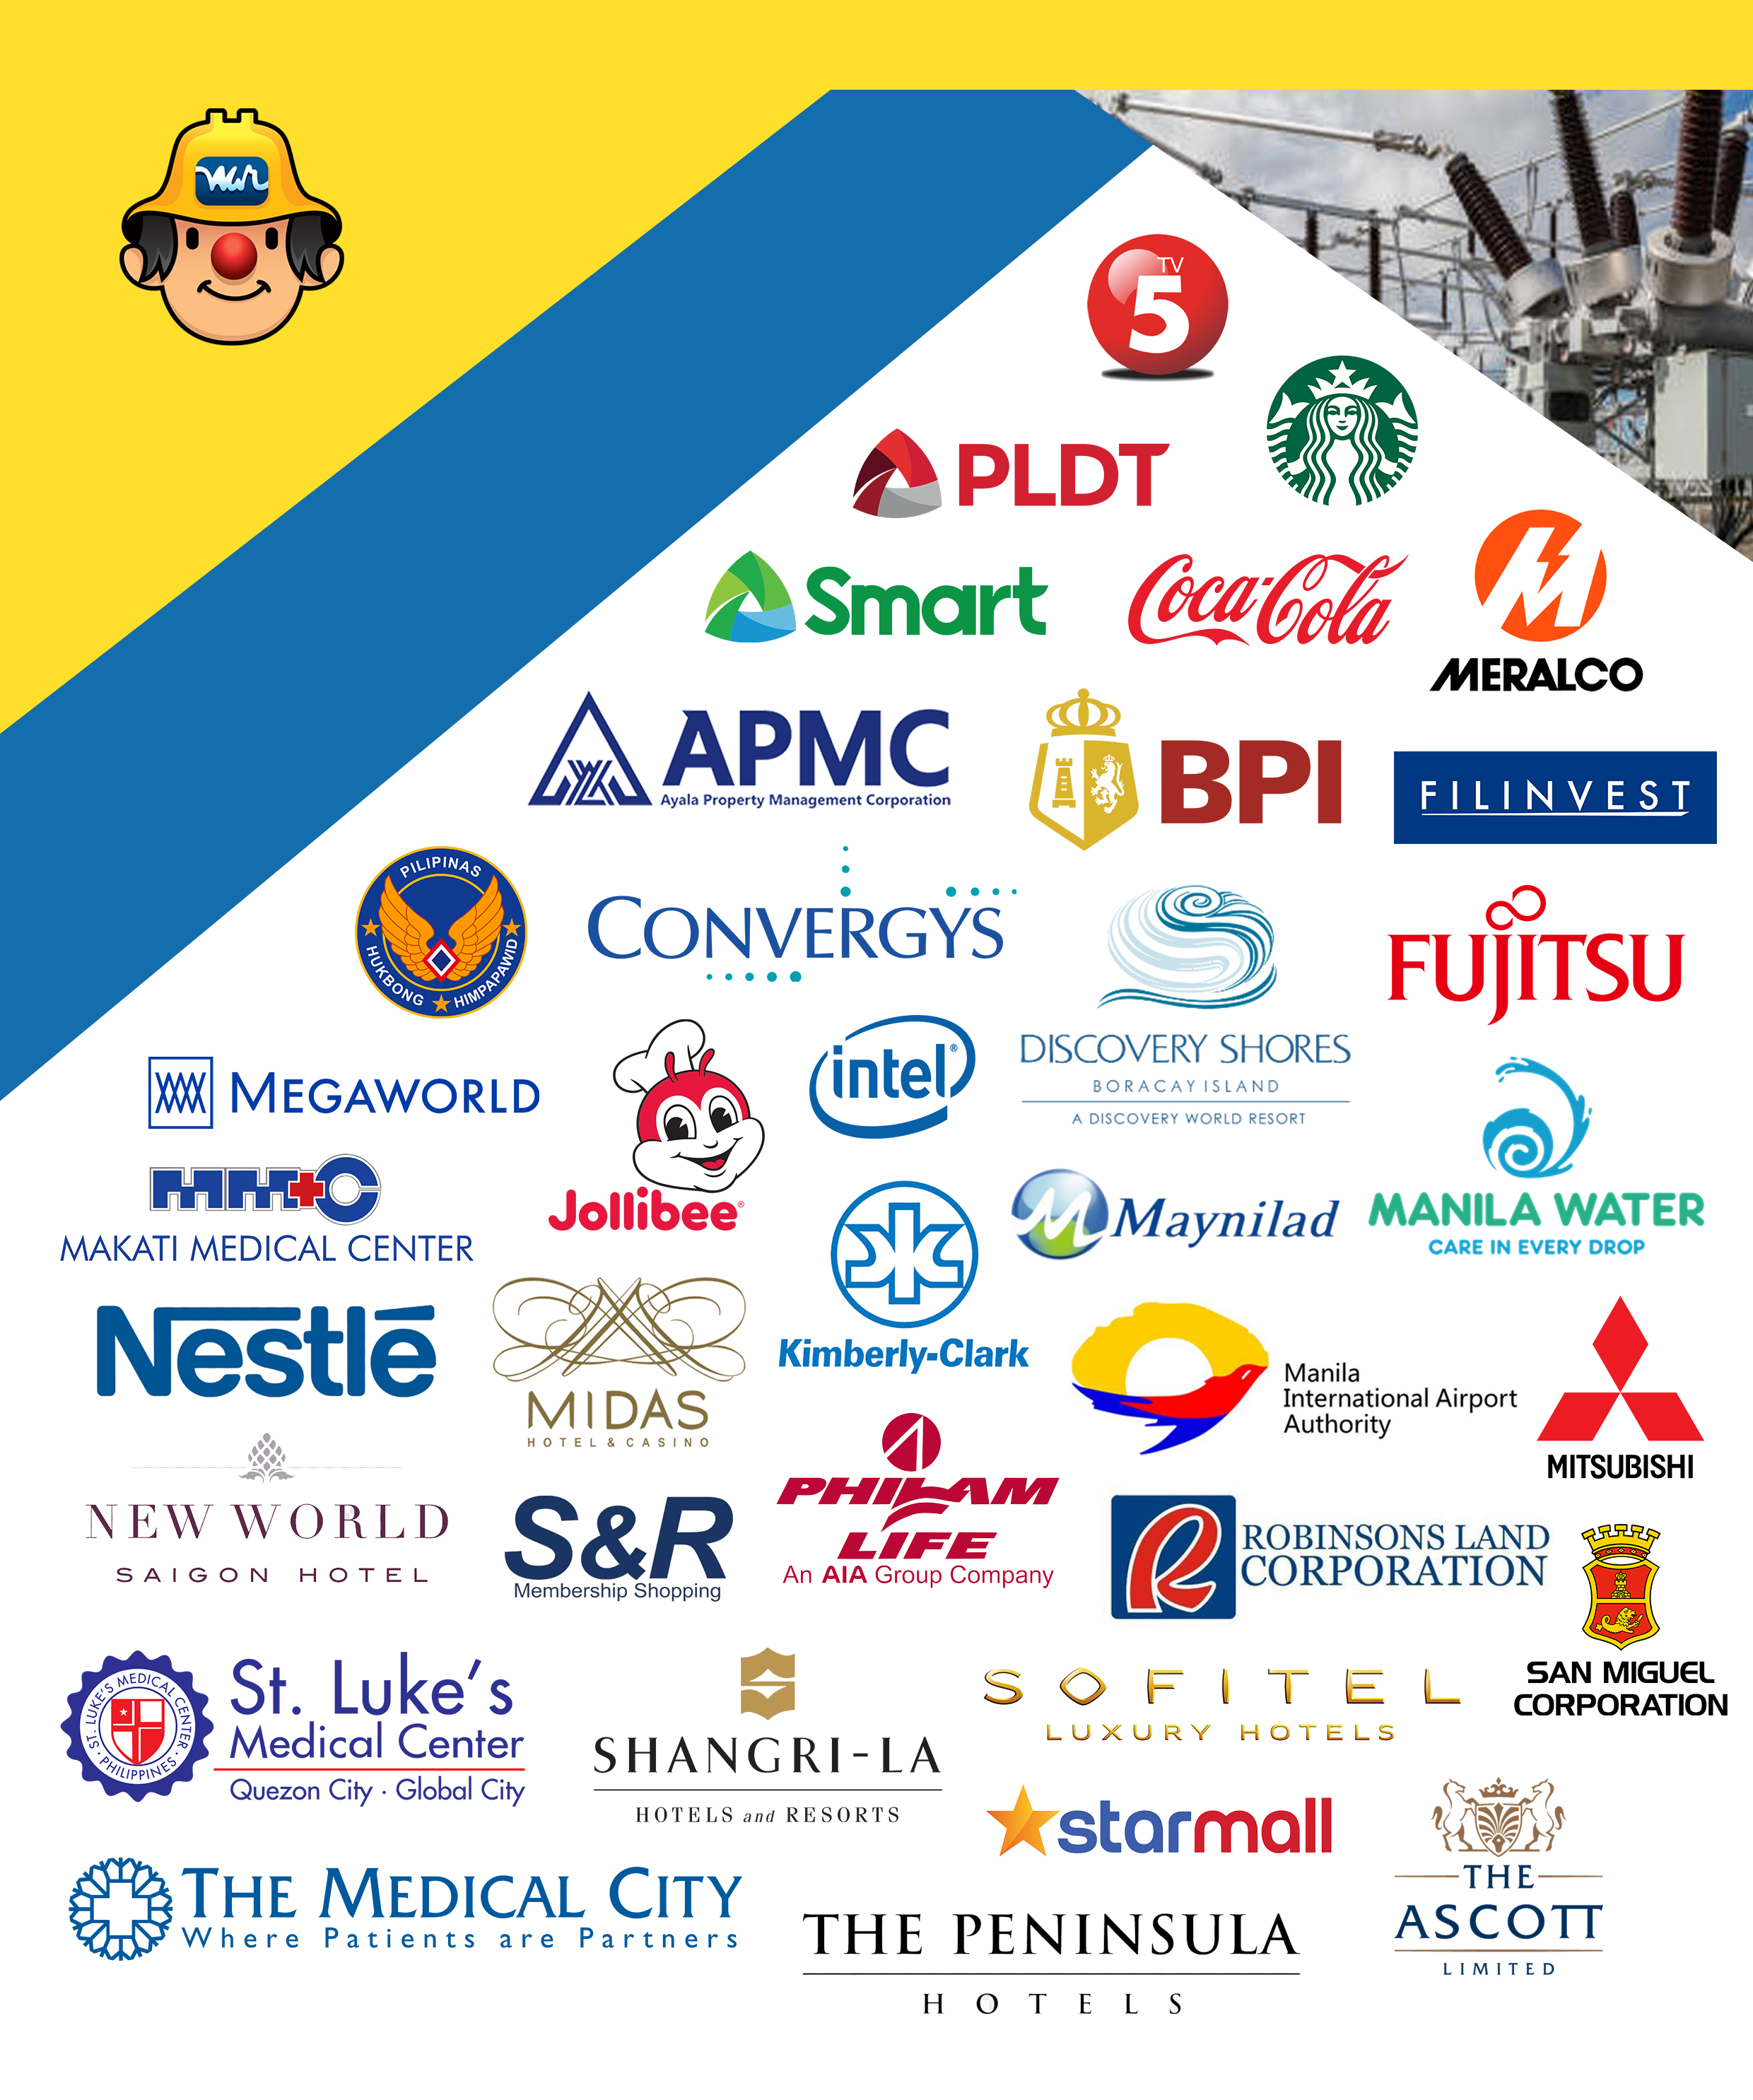 TV
5
PLDT
Smart
Coca-Cola
MERALCO
APMC
Ayala Property Management Corporation
BPI
FILINVEST
PILIPINAS
HUKBONG HIMPAPAWID
CONVERGYS
FUJITSU
DISCOVERY SHORES
BORACAY ISLAND
A DISCOVERY WORLD RESORT
intel®
MEGAWORLD
Jollibee®
MMC
MAKATI MEDICAL CENTER
Maynilad
MANILA WATER
CARE IN EVERY DROP
Nestlé
MIDAS
HOTEL & CASINO
Kimberly-Clark
Manila
International Airport
Authority
MITSUBISHI
NEW WORLD
SAIGON HOTEL
S&R
Membership Shopping
PHILAM
LIFE
An AIA Group Company
R
ROBINSONS LAND
CORPORATION
SAN MIGUEL
CORPORATION
ST. LUKE'S MEDICAL CENTER
PHILIPPINES
St. Luke's
Medical Center
Quezon City · Global City
SHANGRI-LA
HOTELS and RESORTS
SOFITEL
LUXURY HOTELS
starmall
THE MEDICAL CITY
Where Patients are Partners
THE PENINSULA
HOTELS
THE
ASCOTT
LIMITED